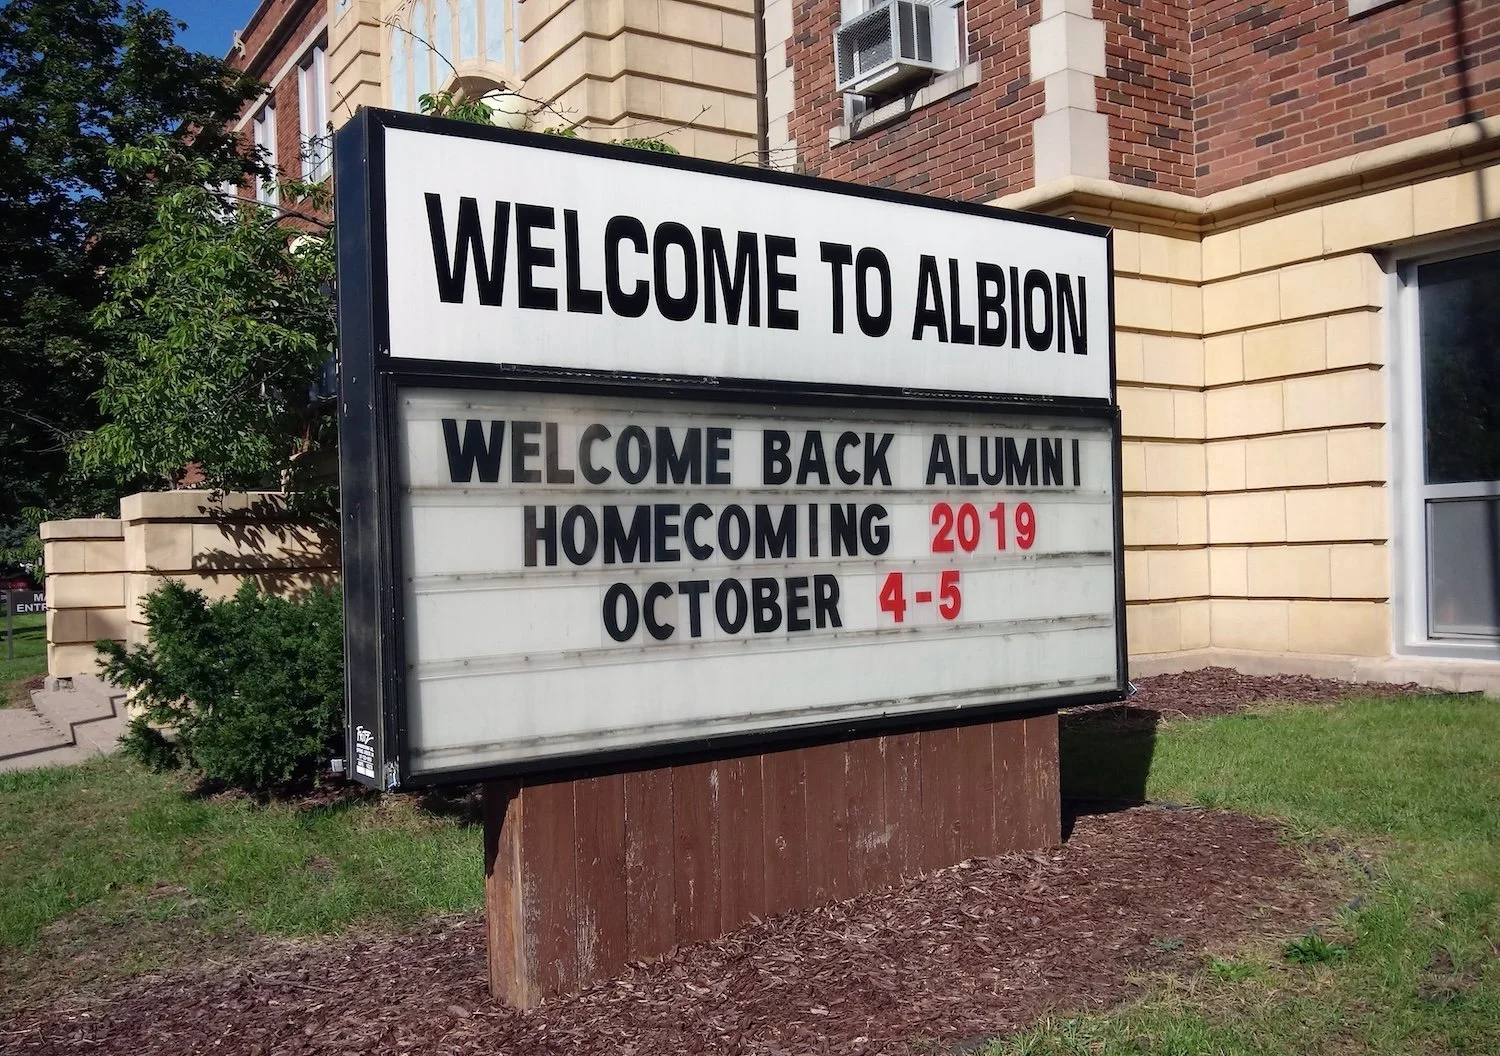 WELCOME TO ALBION
WELCOME BACK ALUMNI
HOMECOMING 2019
OCTOBER 4-5